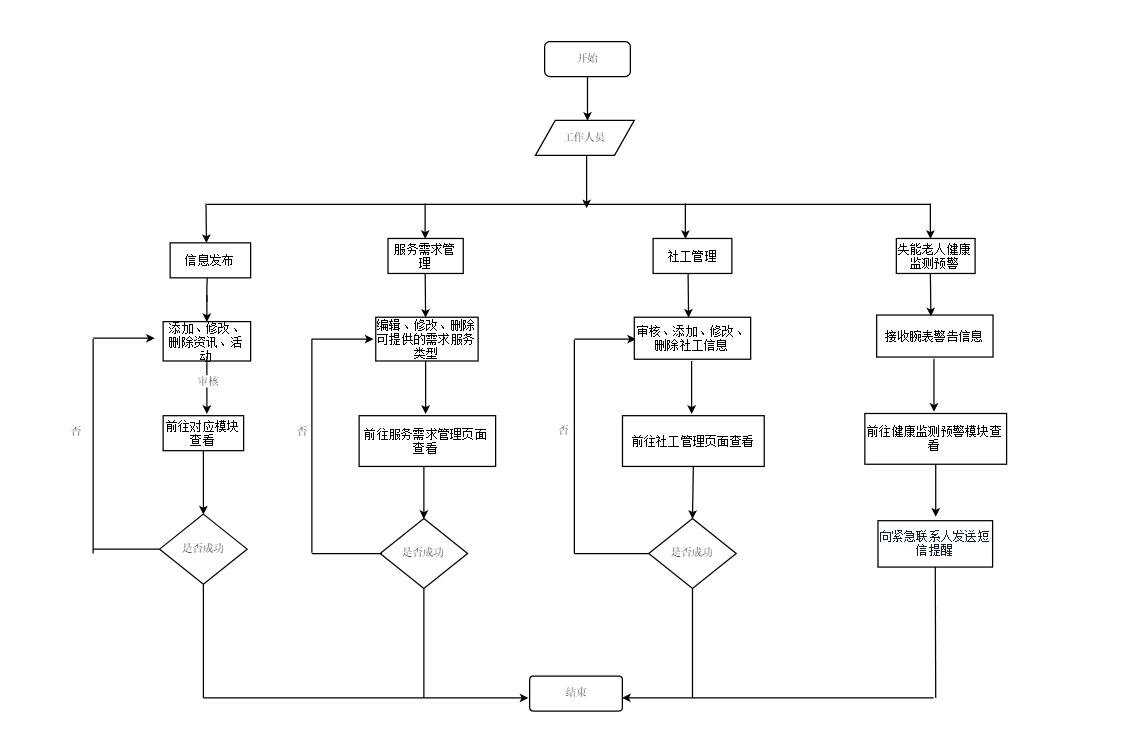 开始
工作人员
信息发布
服务需求管
理
社工管理
失能老人健康
监测预警
添加、修改、
删除资讯、活
动
编辑、修改、删除
可提供的需求服务
类型
审核、添加、修改、
删除社工信息
接收腕表警告信息
审核
前往对应模块
查看
前往服务需求管理页面
查看
前往社工管理页面查看
前往健康监测预警模块查
看
否
否
否
是否成功
是否成功
是否成功
向紧急联系人发送短
信提醒
结束